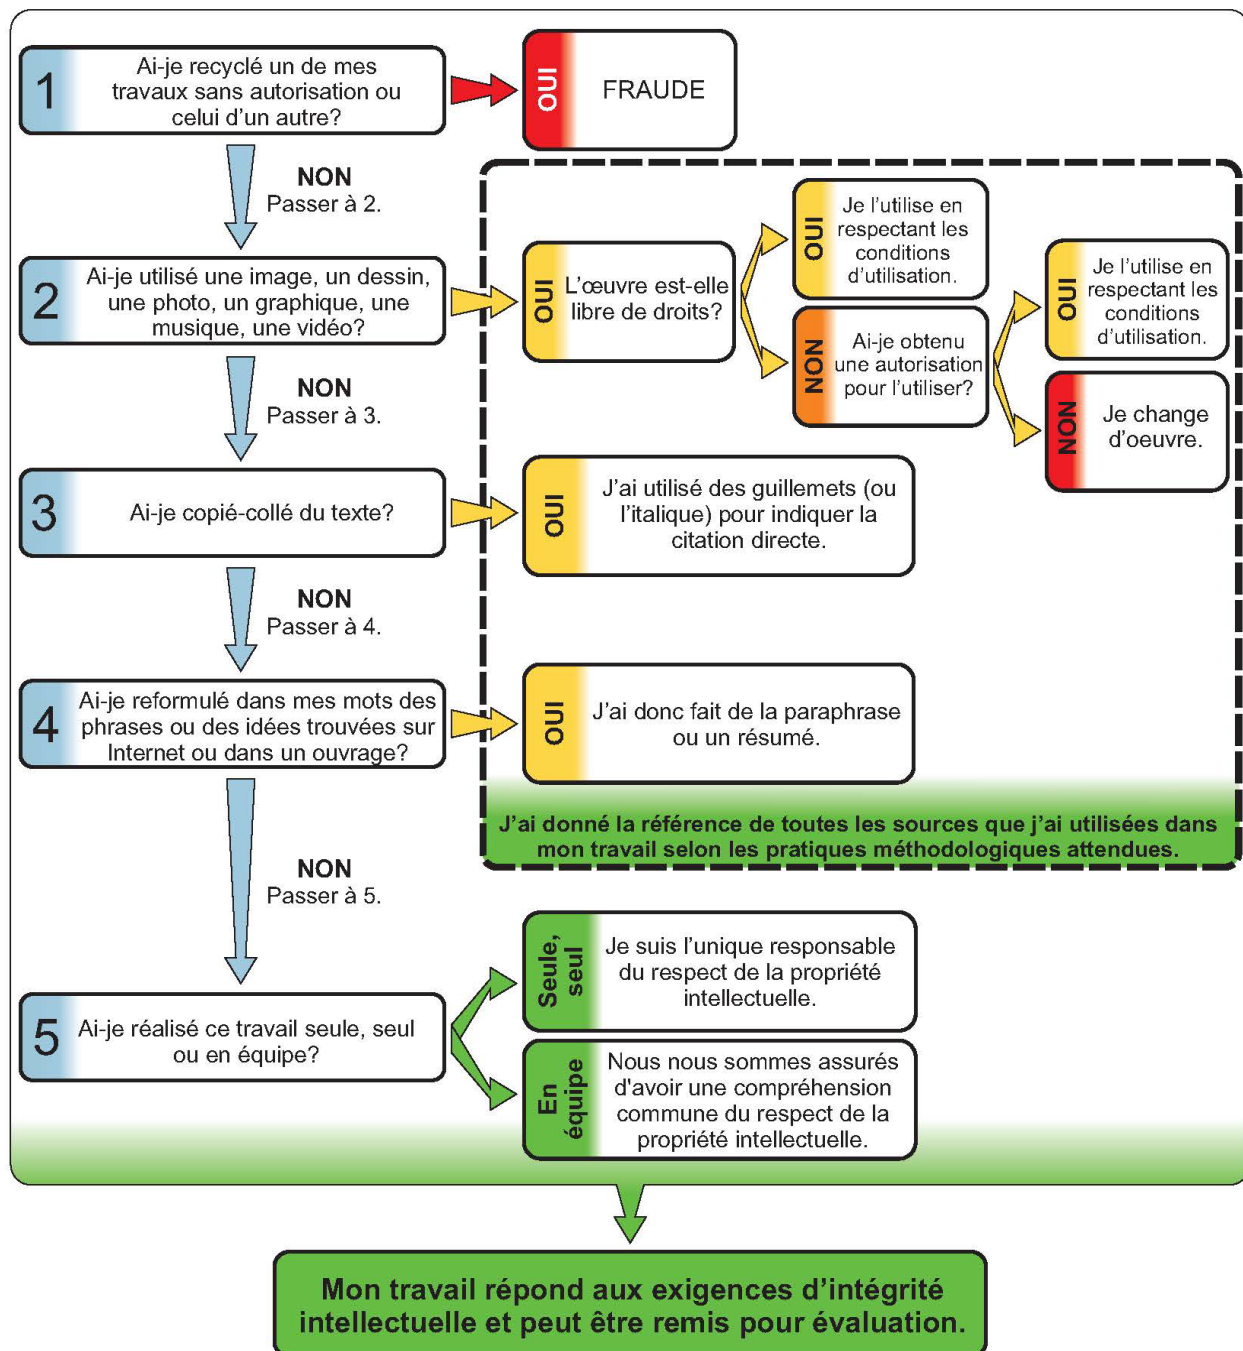 1
Ai-je recyclé un de mes
travaux sans autorisation ou
celui d'un autre?
OUI
FRAUDE
NON
Passer à 2.
2
Ai-je utilisé une image, un dessin,
une photo, un graphique, une
musique, une vidéo?
OUI
L'œuvre est-elle
libre de droits?
OUI
Je l'utilise en
respectant les
conditions
d'utilisation.
NON
Ai-je obtenu
une autorisation
pour l'utiliser?
OUI
Je l'utilise en
respectant les
conditions
d'utilisation.
NON
Je change
d'oeuvre.
NON
Passer à 3.
3
Ai-je copié-collé du texte?
OUI
J'ai utilisé des guillemets (ou
l'italique) pour indiquer la
citation directe.
NON
Passer à 4.
4
Ai-je reformulé dans mes mots des
phrases ou des idées trouvées sur
Internet ou dans un ouvrage?
OUI
J'ai donc fait de la paraphrase
ou un résumé.
J'ai donné la référence de toutes les sources que j'ai utilisées dans
mon travail selon les pratiques méthodologiques attendues.
NON
Passer à 5.
5
Ai-je réalisé ce travail seule, seul
ou en équipe?
Seule,
seul
Je suis l'unique responsable
du respect de la propriété
intellectuelle.
En
équipe
Nous nous sommes assurés
d'avoir une compréhension
commune du respect de la
propriété intellectuelle.
Mon travail répond aux exigences d'intégrité
intellectuelle et peut être remis pour évaluation.